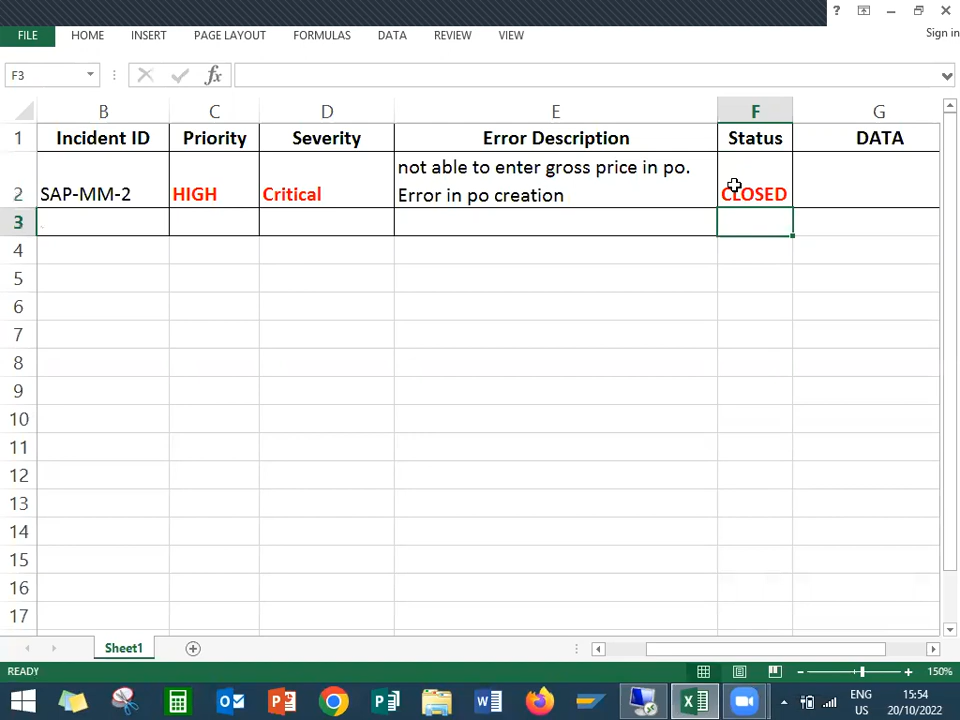 ?
FILE
HOME
INSERT
PAGE LAYOUT
FORMULAS
DATA
REVIEW
VIEW
Sign in
F3
fx
B C D E F G
1 Incident ID Priority Severity Error Description Status DATA
not able to enter gross price in po.
2 SAP-MM-2 HIGH Critical Error in po creation CLOSED
3
4
5
6
7
8
9
10
11
12
13
14
15
16
17
Sheet1
READY
150%
ENG 15:54
US 20/10/2022